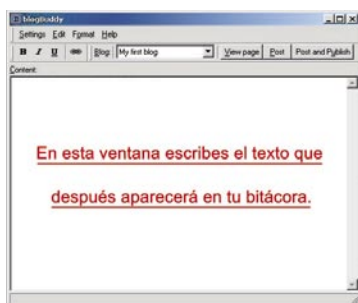 blogBuddy
Settings Edit Format Help
B I U Blog: My first blog View page Post Post and Publish
Content:
En esta ventana escribes el texto que
después aparecerá en tu bitácora.